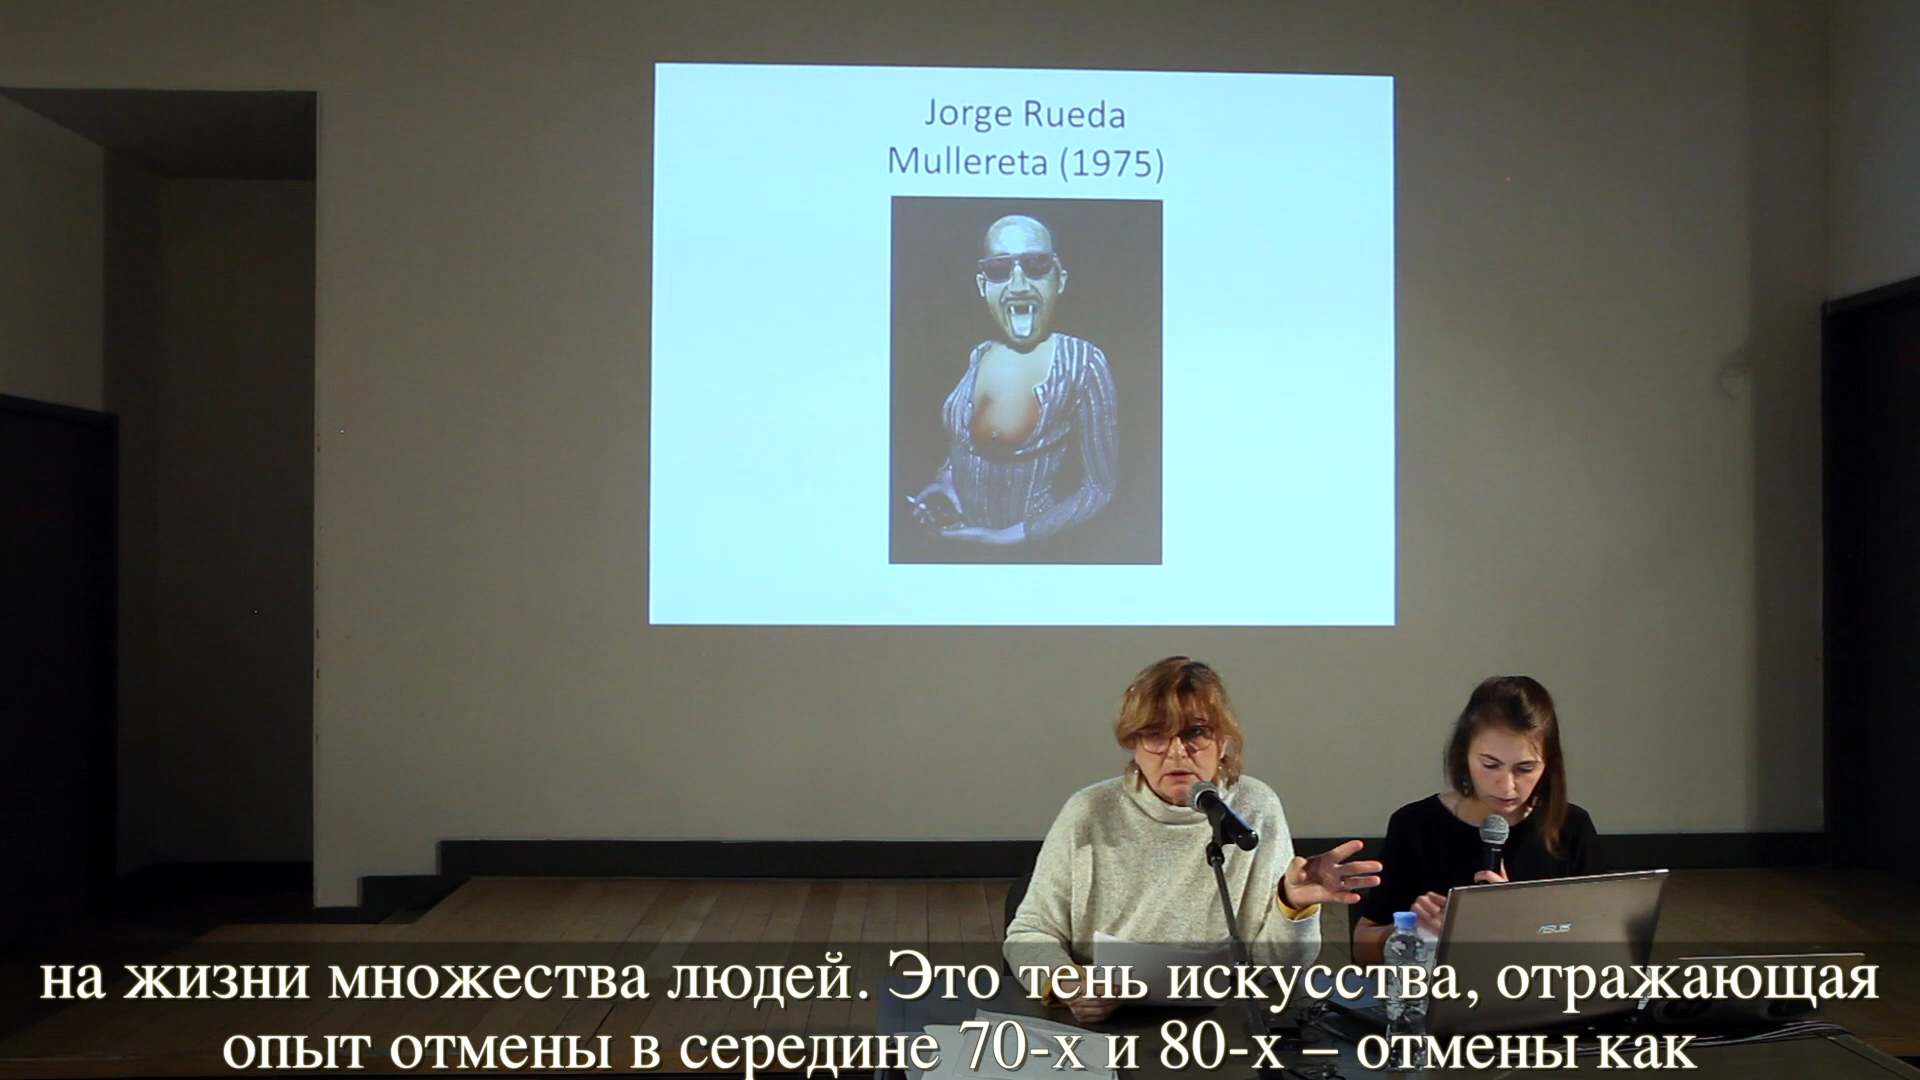 Jorge Rueda
Mullereta (1975)
ASUS
на жизни множества людей. Это тень искусства, отражающая
опыт отмены в середине 70-х и 80-х – отмены как